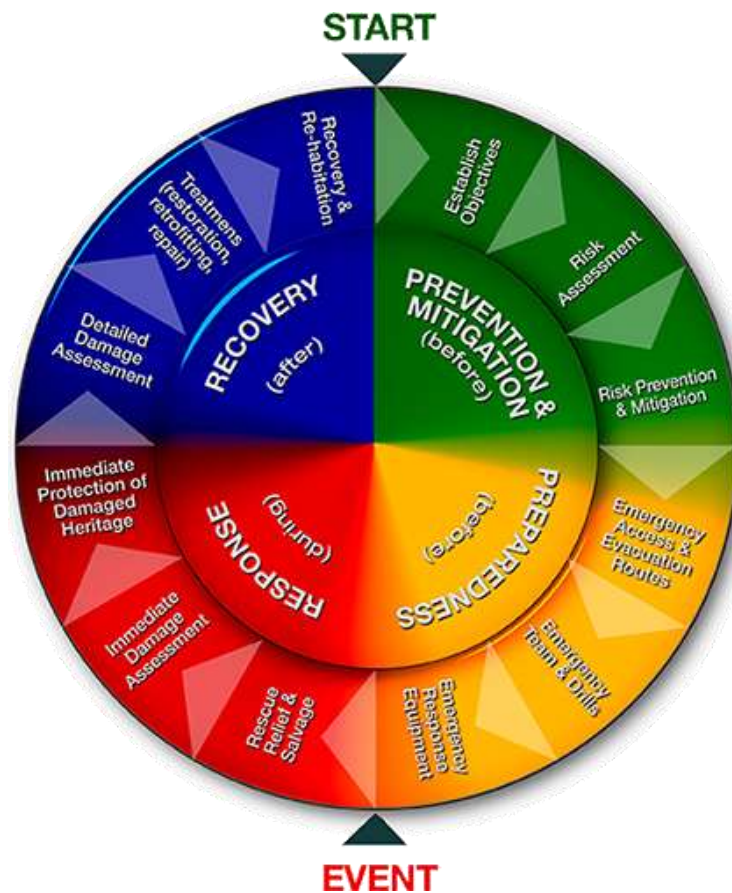 START
Establish
Objectives
Risk
Assessment
Risk Prevention
& Mitigation
PREVENTION &
MITIGATION
(before)
Emergency
Access &
Evacuation
Routes
Emergency
Team & Drills
Emergency
Response
Equipment
PREPAREDNESS
(before)
EVENT
Rescue
Relief &
Salvage
Immediate
Damage
Assessment
Immediate
Protection of
Damaged
Heritage
RESPONSE
(during)
Detailed
Damage
Assessment
Treatmens
(restoration,
retrofitting,
repair)
Recovery &
Re-habitation
RECOVERY
(after)